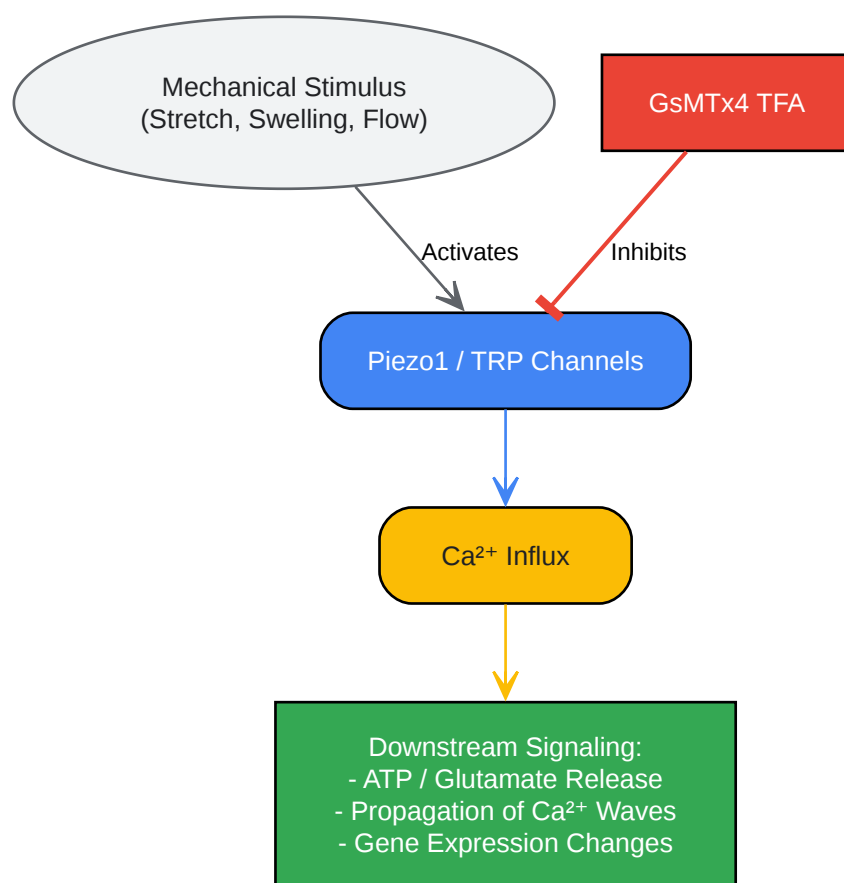 Mechanical Stimulus
(Stretch, Swelling, Flow)
GsMTx4 TFA
Activates
Inhibits
Piezo1 / TRP Channels
Ca²⁺ Influx
Downstream Signaling:
- ATP / Glutamate Release
- Propagation of Ca²⁺ Waves
- Gene Expression Changes